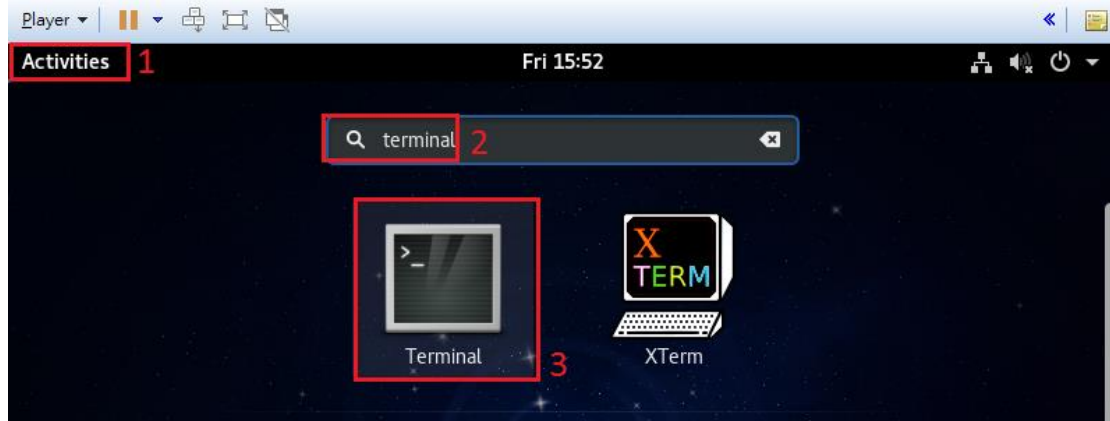 Player
Activities 1 Fri 15:52
terminal 2
>_
X
TERM
Terminal 3 XTerm